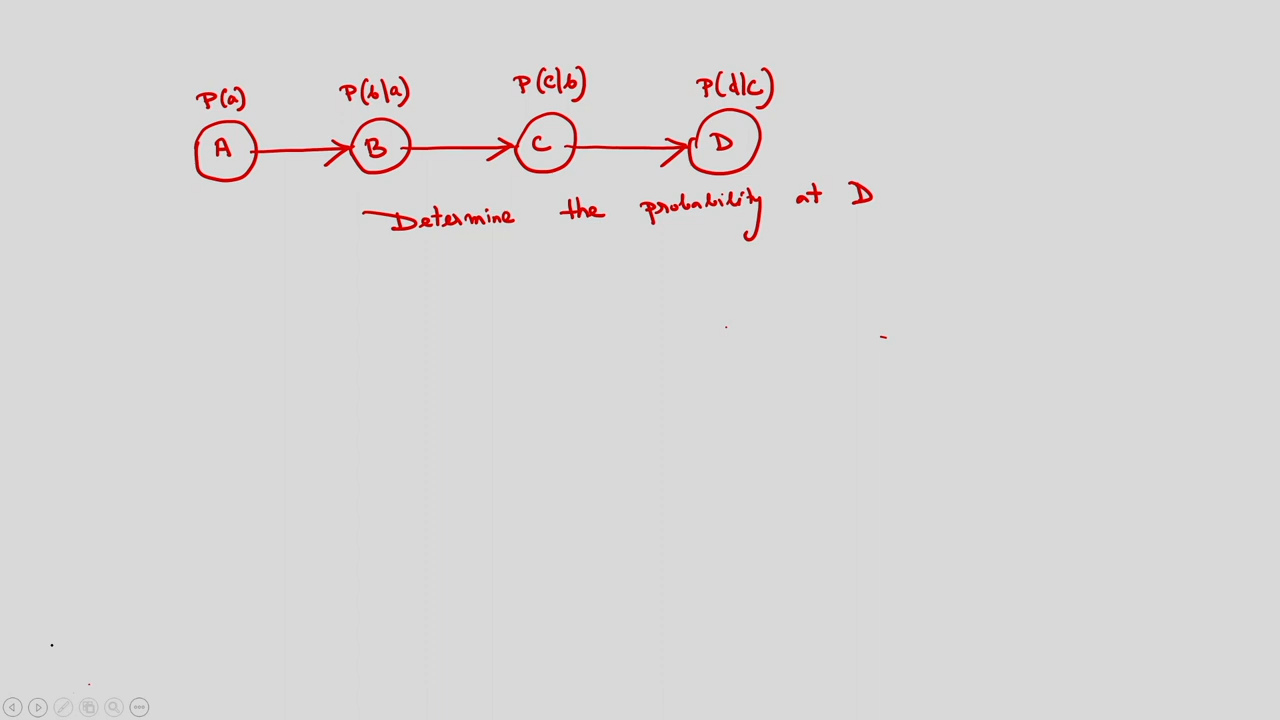 P(a) P(b|a) P(c|b) P(d|c)
A B C D
Determine the probability at D